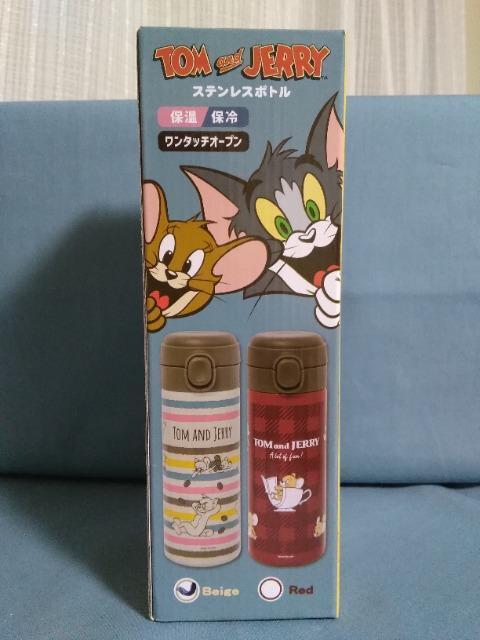 TOM and JERRY
ステンレスボトル
保温/保冷
ワンタッチオープン
TOM AND JERRY
TOM and JERRY
A lot of fun!
Beige
Red